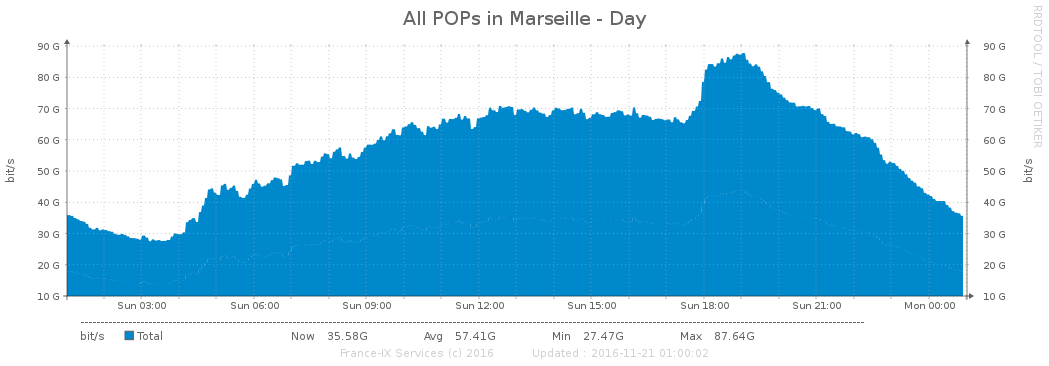 All POPs in Marseille - Day
RRDTOOL / TOBI OETIKER
90 G 90 G
80 G 80 G
70 G 70 G
60 G 60 G
50 G 50 G
40 G 40 G
30 G 30 G
20 G 20 G
10 G 10 G
bit/s
bit/s
Sun 03:00 Sun 06:00 Sun 09:00 Sun 12:00 Sun 15:00 Sun 18:00 Sun 21:00 Mon 00:00
bit/s Total Now 35.58G Avg 57.41G Min 27.47G Max 87.64G
France-IX Services (c) 2016 Updated : 2016-11-21 01:00:02